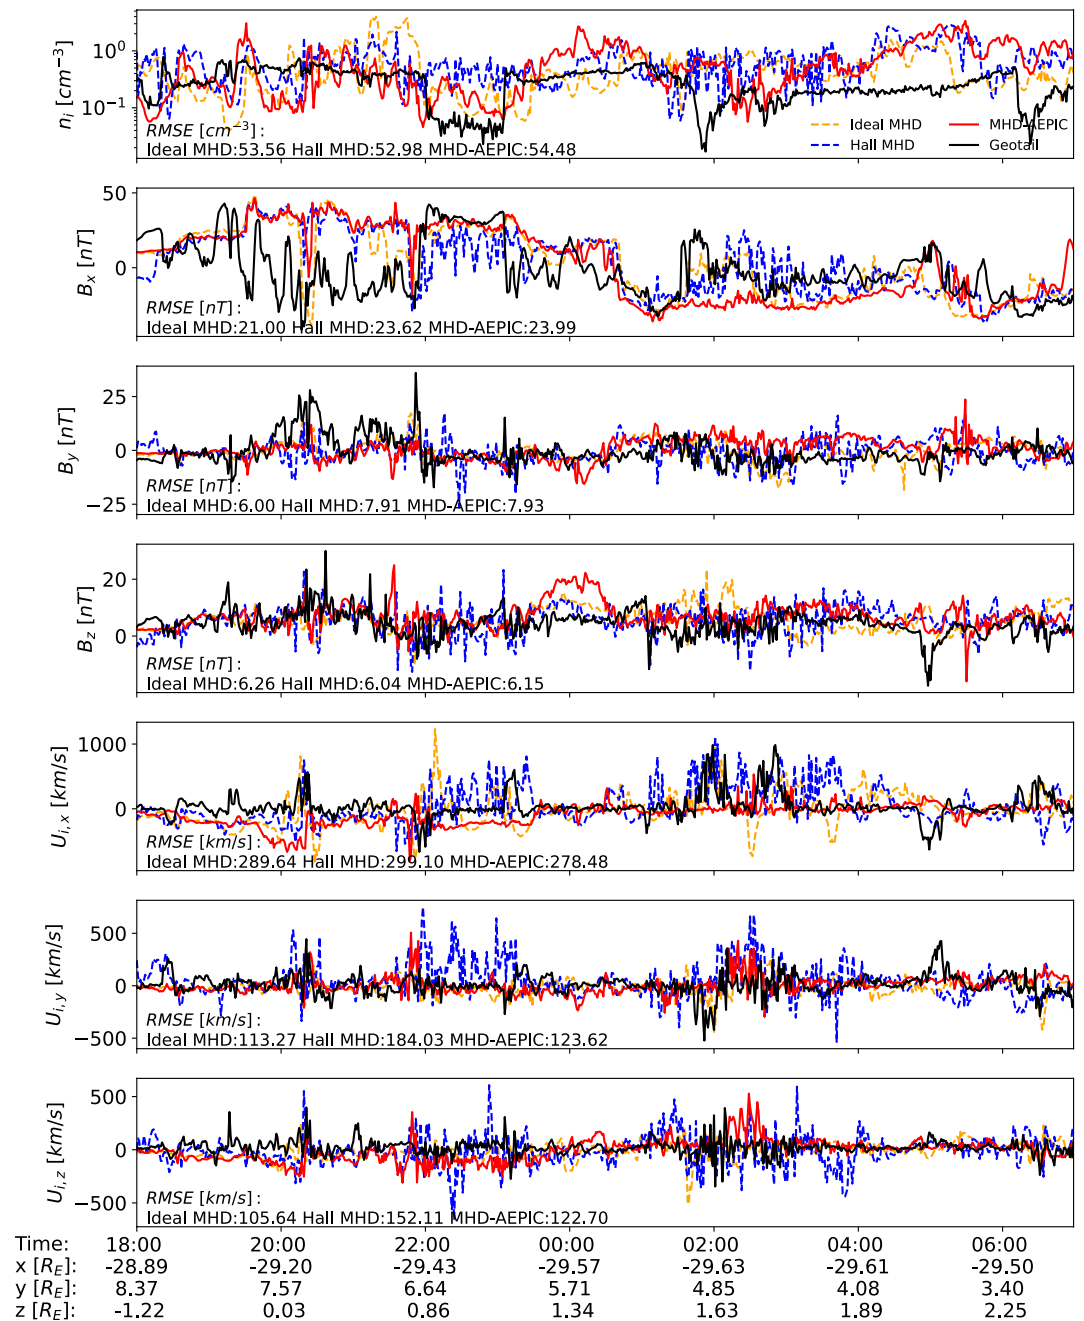 n_i [cm^{-3}]
10^0
10^{-1}
RMSE [cm^{-3}] :
Ideal MHD:53.56 Hall MHD:52.98 MHD-AEPIC:54.48
Ideal MHD
Hall MHD
MHD-AEPIC
Geotail
B_x [nT]
50
0
RMSE [nT] :
Ideal MHD:21.00 Hall MHD:23.62 MHD-AEPIC:23.99
B_y [nT]
25
0
−25
RMSE [nT] :
Ideal MHD:6.00 Hall MHD:7.91 MHD-AEPIC:7.93
B_z [nT]
20
0
RMSE [nT] :
Ideal MHD:6.26 Hall MHD:6.04 MHD-AEPIC:6.15
U_{i,x} [km/s]
1000
0
RMSE [km/s] :
Ideal MHD:289.64 Hall MHD:299.10 MHD-AEPIC:278.48
U_{i,y} [km/s]
500
0
−500
RMSE [km/s] :
Ideal MHD:113.27 Hall MHD:184.03 MHD-AEPIC:123.62
U_{i,z} [km/s]
500
0
−500
RMSE [km/s] :
Ideal MHD:105.64 Hall MHD:152.11 MHD-AEPIC:122.70
Time: 18:00 20:00 22:00 00:00 02:00 04:00 06:00
x [R_E]: -28.89 -29.20 -29.43 -29.57 -29.63 -29.61 -29.50
y [R_E]: 8.37 7.57 6.64 5.71 4.85 4.08 3.40
z [R_E]: -1.22 0.03 0.86 1.34 1.63 1.89 2.25